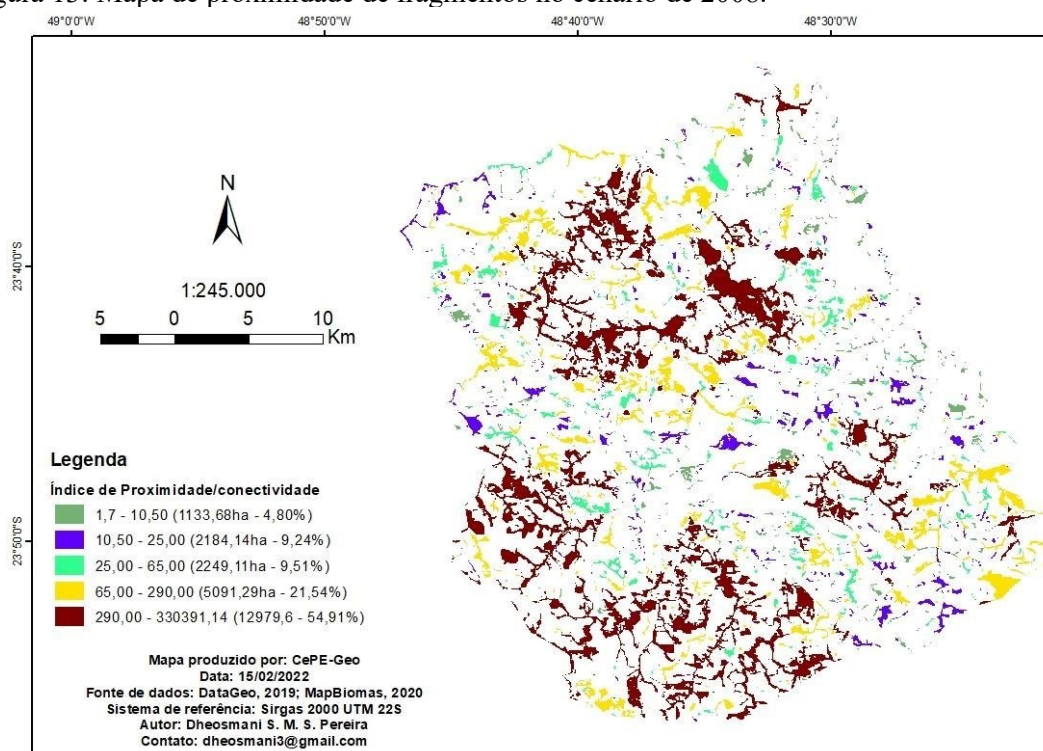 Figura 15: Mapa de proximidade de fragmentos no cenário de 2008.
49°0'0"W 48°50'0"W 48°40'0"W 48°30'0"W
N
23°40'0"S
1:245.000
5 0 5 10
Km
Legenda
Índice de Proximidade/conectividade
1,7 - 10,50 (1133,68ha - 4,80%)
10,50 - 25,00 (2184,14ha - 9,24%)
23°50'0"S
25,00 - 65,00 (2249,11ha - 9,51%)
65,00 - 290,00 (5091,29ha - 21,54%)
290,00 - 330391,14 (12979,6 - 54,91%)
Mapa produzido por: CePE-Geo
Data: 15/02/2022
Fonte de dados: DataGeo, 2019; MapBiomas, 2020
Sistema de referência: Sirgas 2000 UTM 22S
Autor: Dheosmani S. M. S. Pereira
Contato: dheosmani3@gmail.com